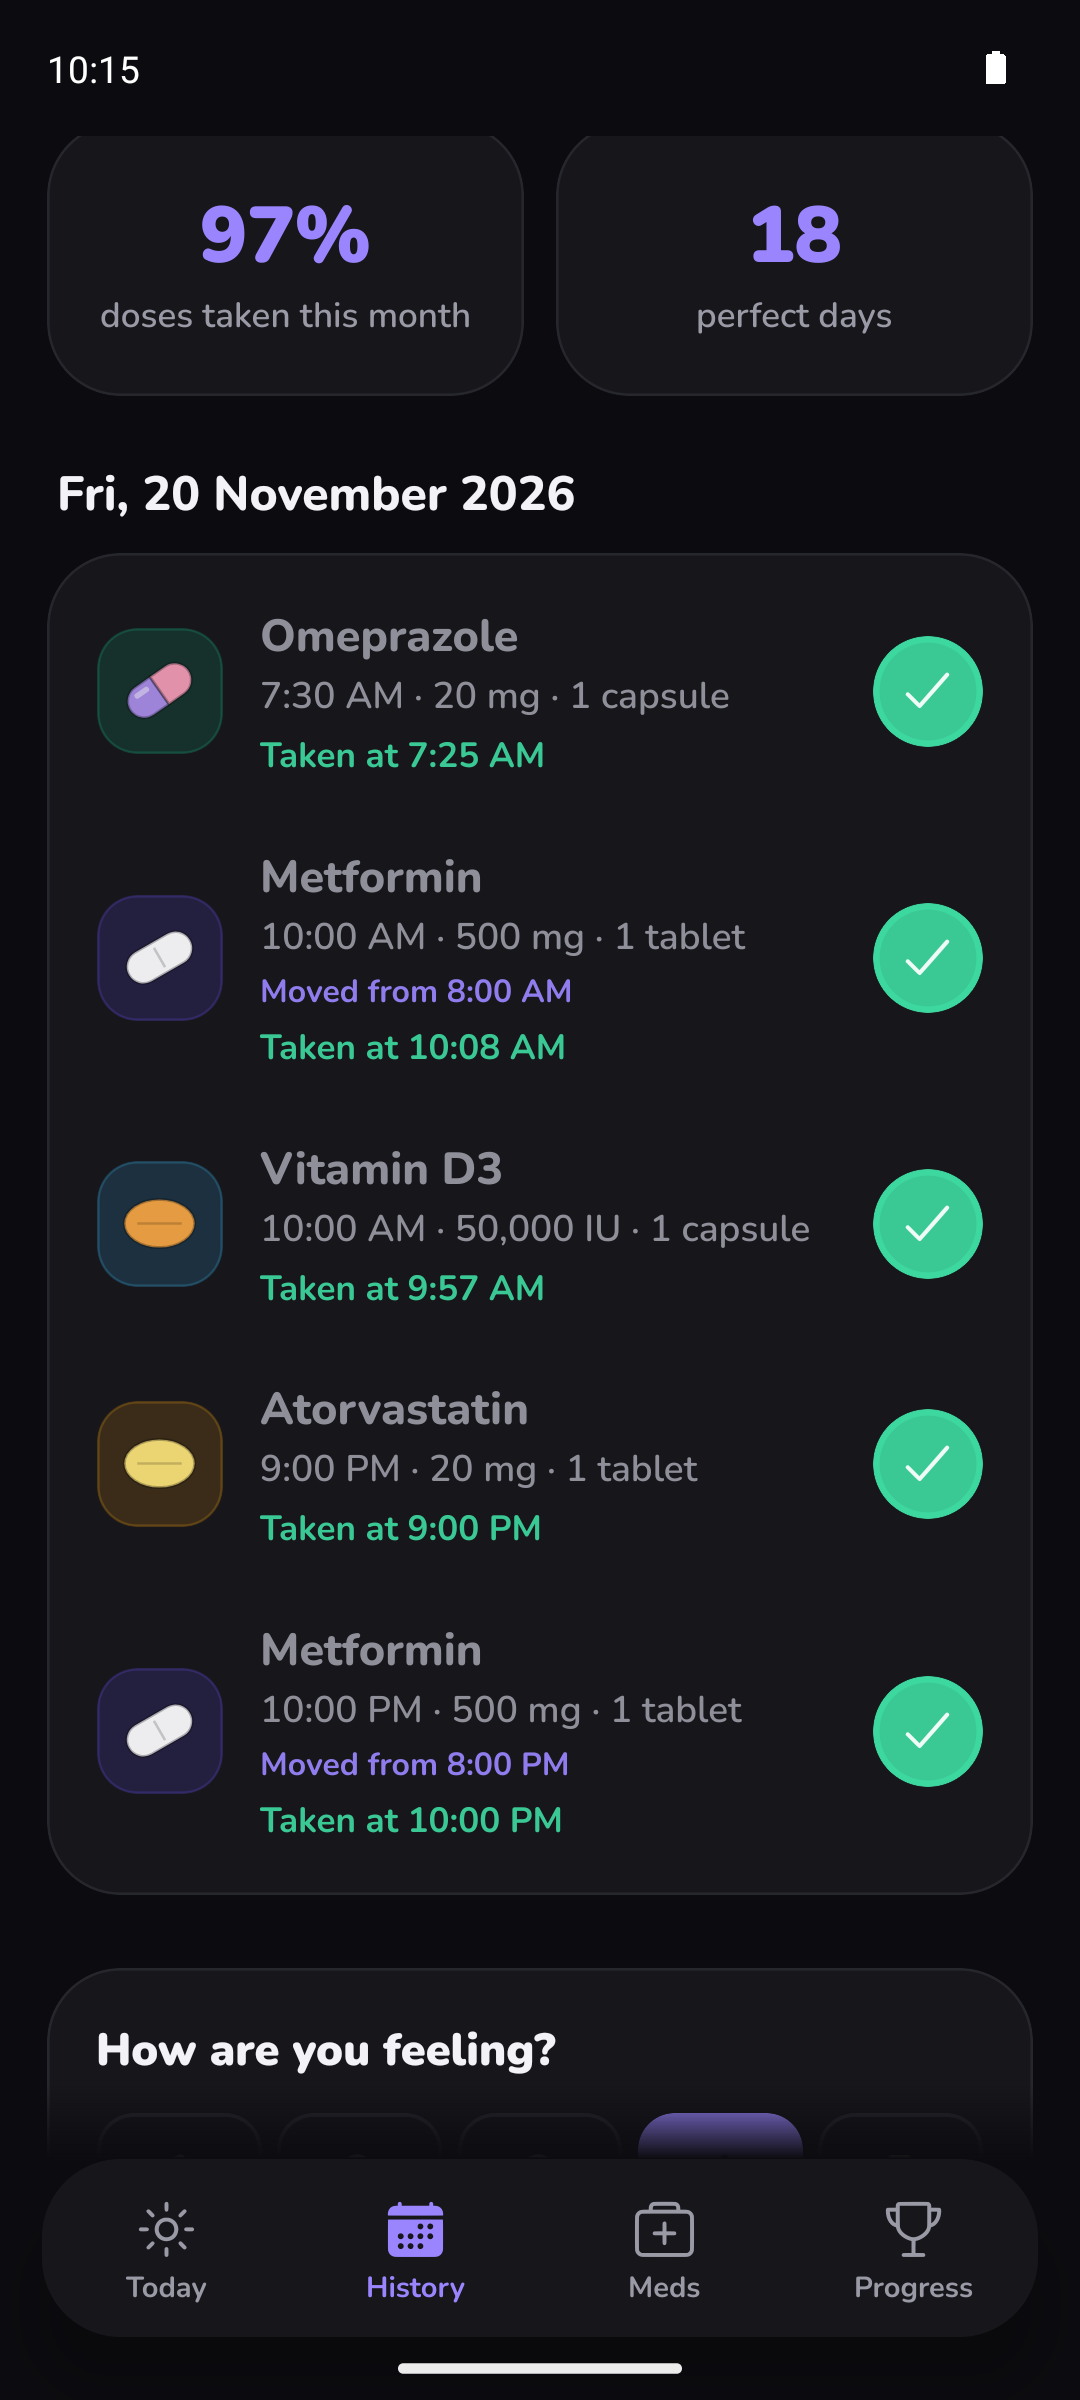 10:15
97%
doses taken this month
18
perfect days
Fri, 20 November 2026
Omeprazole
7:30 AM · 20 mg · 1 capsule
Taken at 7:25 AM
Metformin
10:00 AM · 500 mg · 1 tablet
Moved from 8:00 AM
Taken at 10:08 AM
Vitamin D3
10:00 AM · 50,000 IU · 1 capsule
Taken at 9:57 AM
Atorvastatin
9:00 PM · 20 mg · 1 tablet
Taken at 9:00 PM
Metformin
10:00 PM · 500 mg · 1 tablet
Moved from 8:00 PM
Taken at 10:00 PM
How are you feeling?
Today
History
Meds
Progress